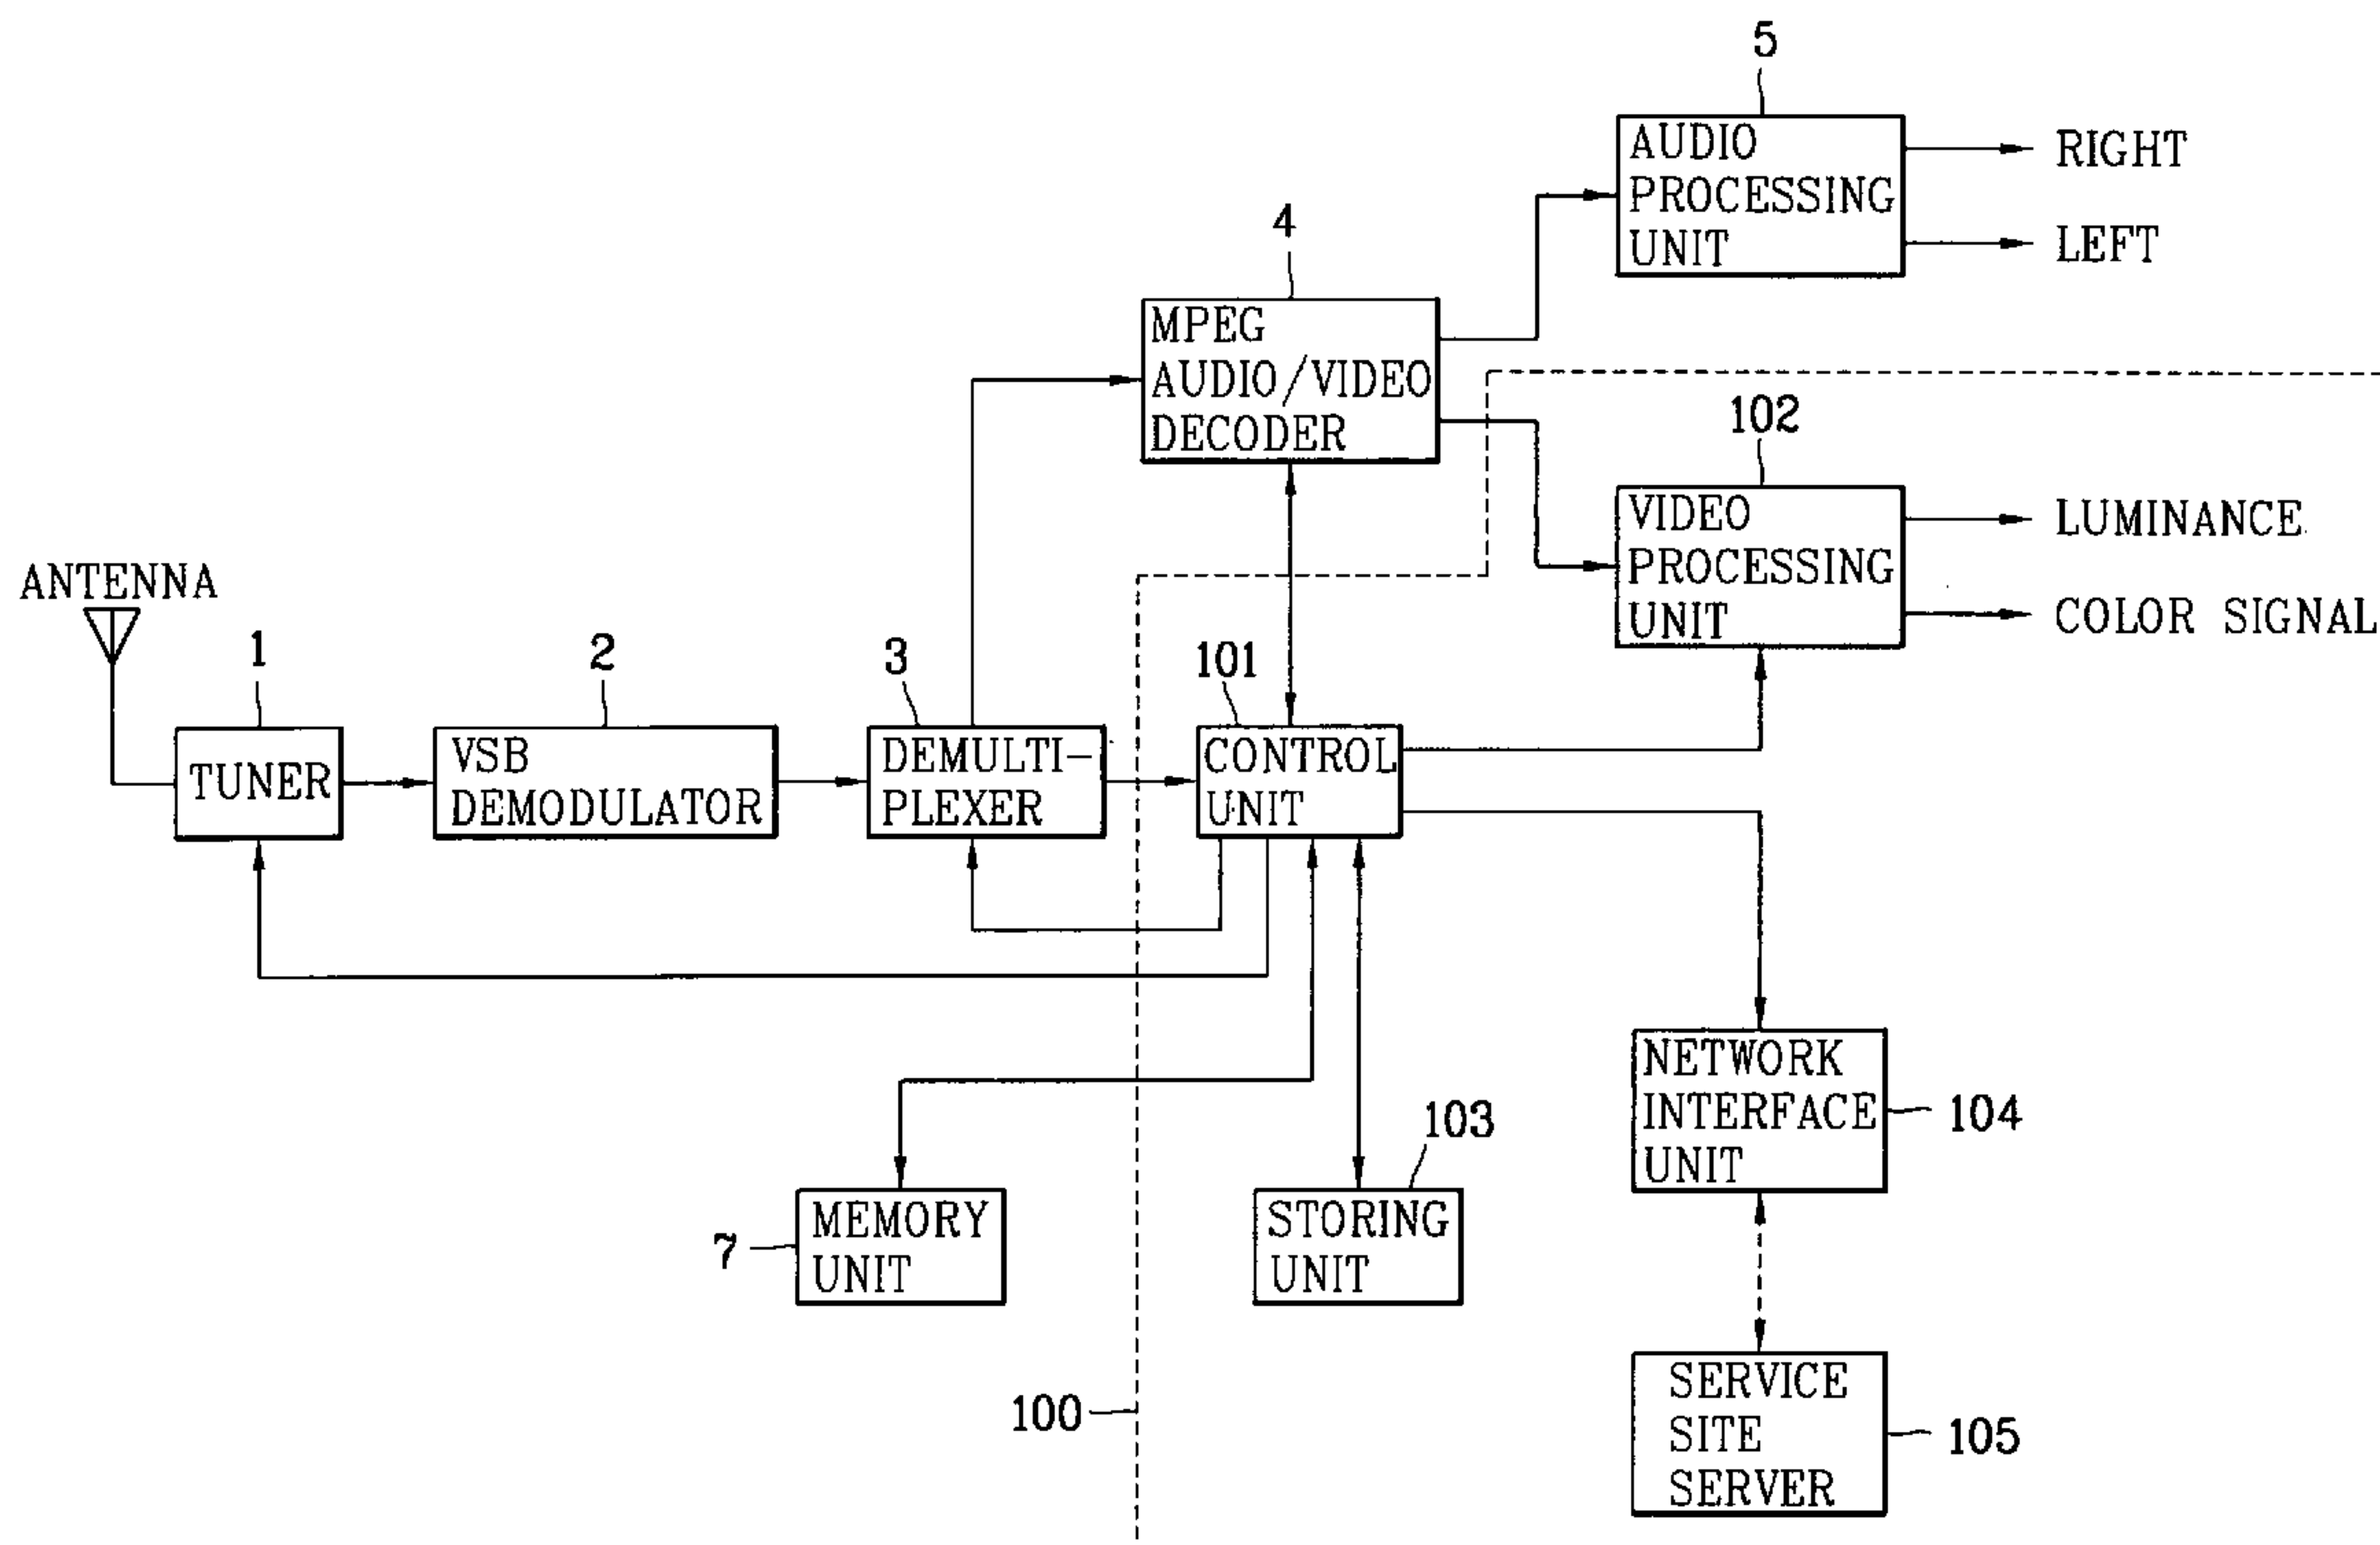 5
AUDIO
PROCESSING
UNIT
RIGHT
LEFT
4
MPEG
AUDIO/VIDEO
DECODER
102
VIDEO
PROCESSING
UNIT
LUMINANCE
COLOR SIGNAL
ANTENNA
1
TUNER
2
VSB
DEMODULATOR
3
DEMULTI-
PLEXER
101
CONTROL
UNIT
NETWORK
INTERFACE
UNIT
104
103
STORING
UNIT
7
MEMORY
UNIT
100
SERVICE
SITE
SERVER
105